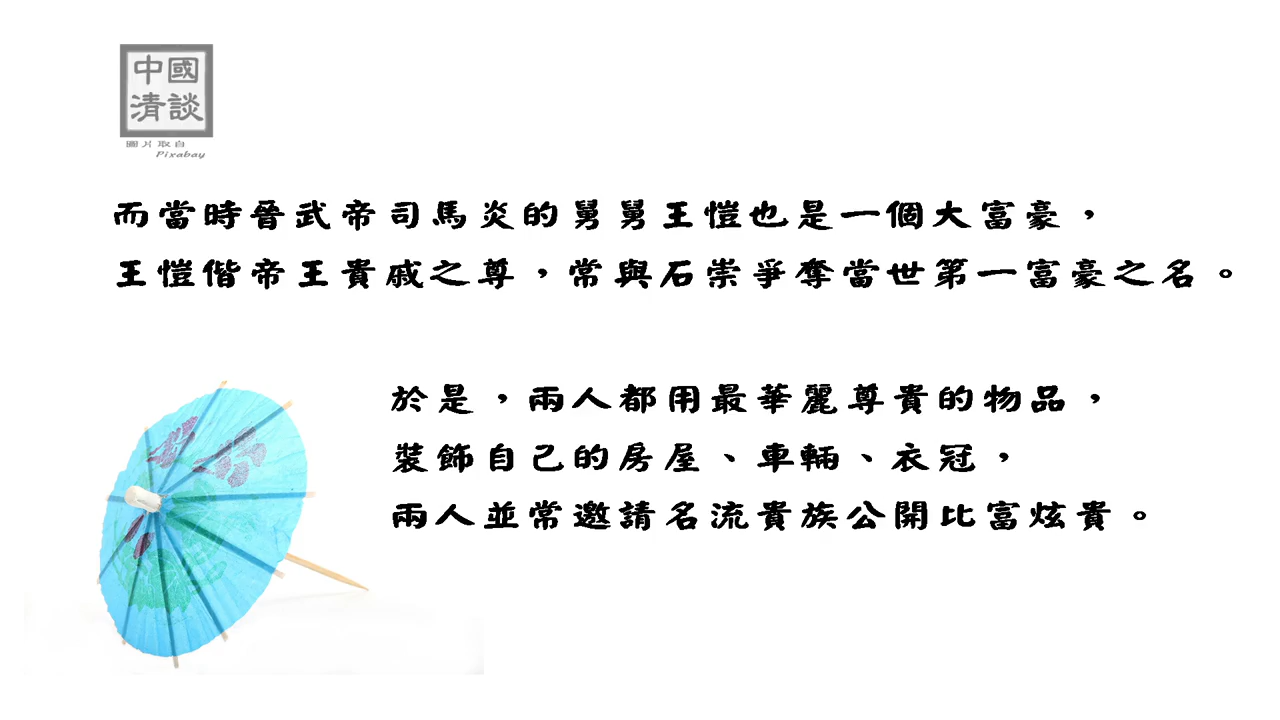 中國
清談
圖片取自
Pixabay
而當時晉武帝司馬炎的舅舅王愷也是一個大富豪，
王愷偕帝王貴戚之尊，常與石崇爭奪當世第一富豪之名。
於是，兩人都用最華麗尊貴的物品，
裝飾自己的房屋、車輛、衣冠，
兩人並常邀請名流貴族公開比富炫貴。